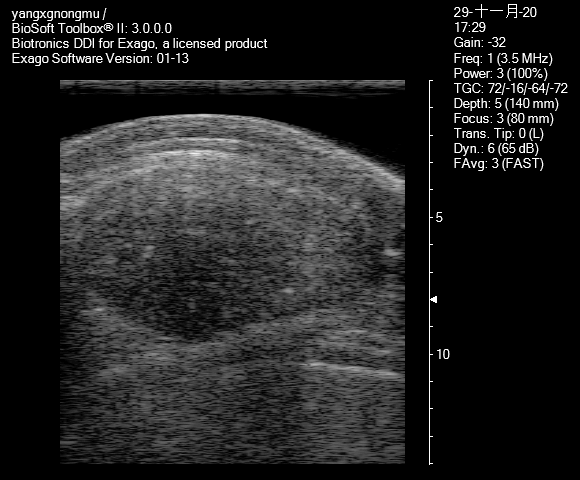 yangxgnongmu /
BioSoft Toolbox® II: 3.0.0.0
Biotronics DDI for Exago, a licensed product
Exago Software Version: 01-13
29-十一月-20
17:29
Gain: -32
Freq: 1 (3.5 MHz)
Power: 3 (100%)
TGC: 72/-16/-64/-72
Depth: 5 (140 mm)
Focus: 3 (80 mm)
Trans. Tip: 0 (L)
Dyn.: 6 (65 dB)
FAvg: 3 (FAST)
5
10